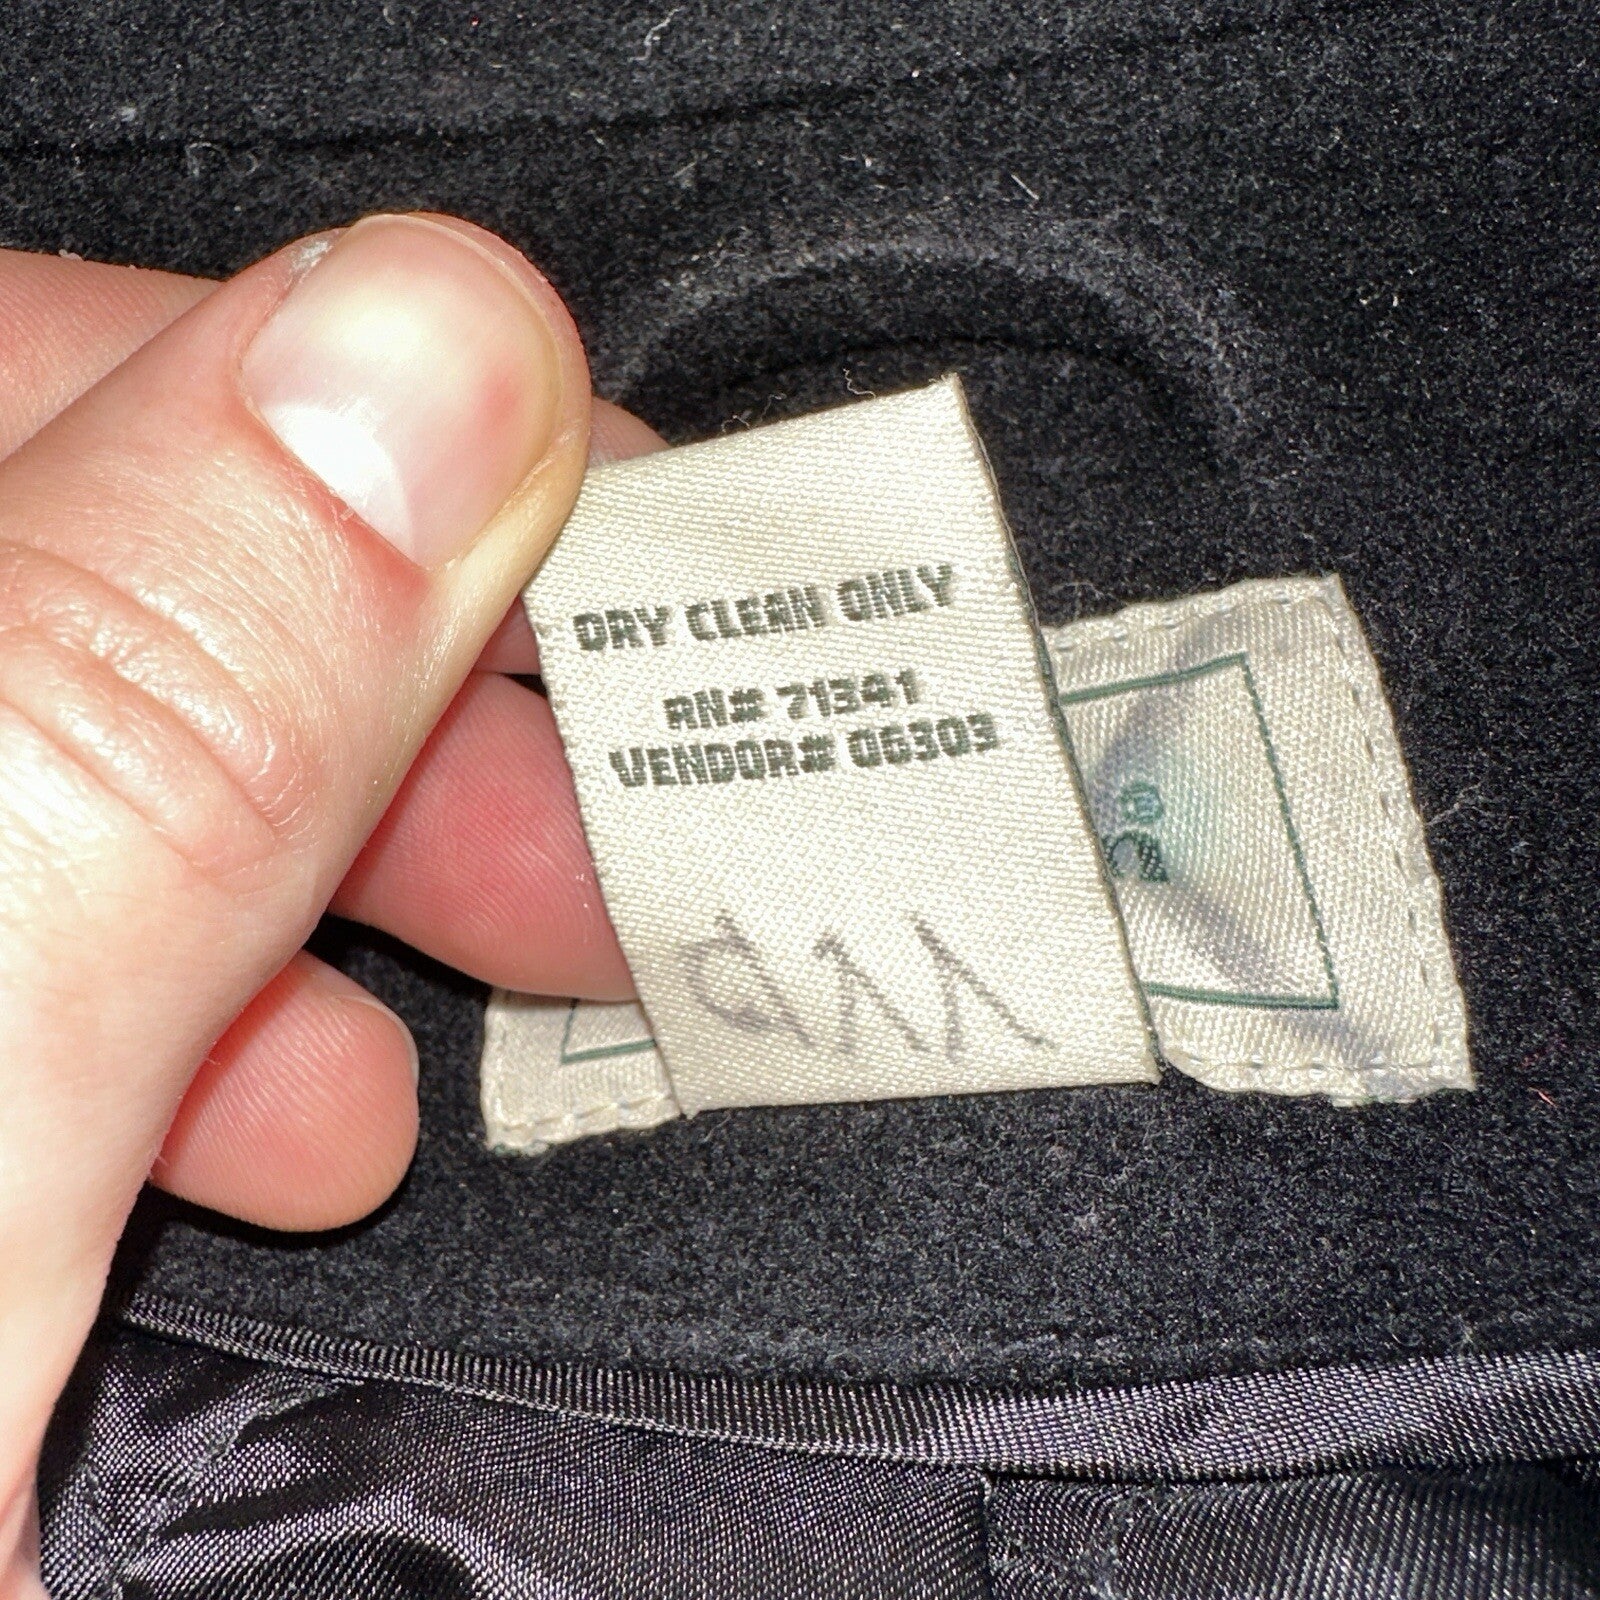 DRY CLEAN ONLY
RN# 71341
VENDOR# 06303
®